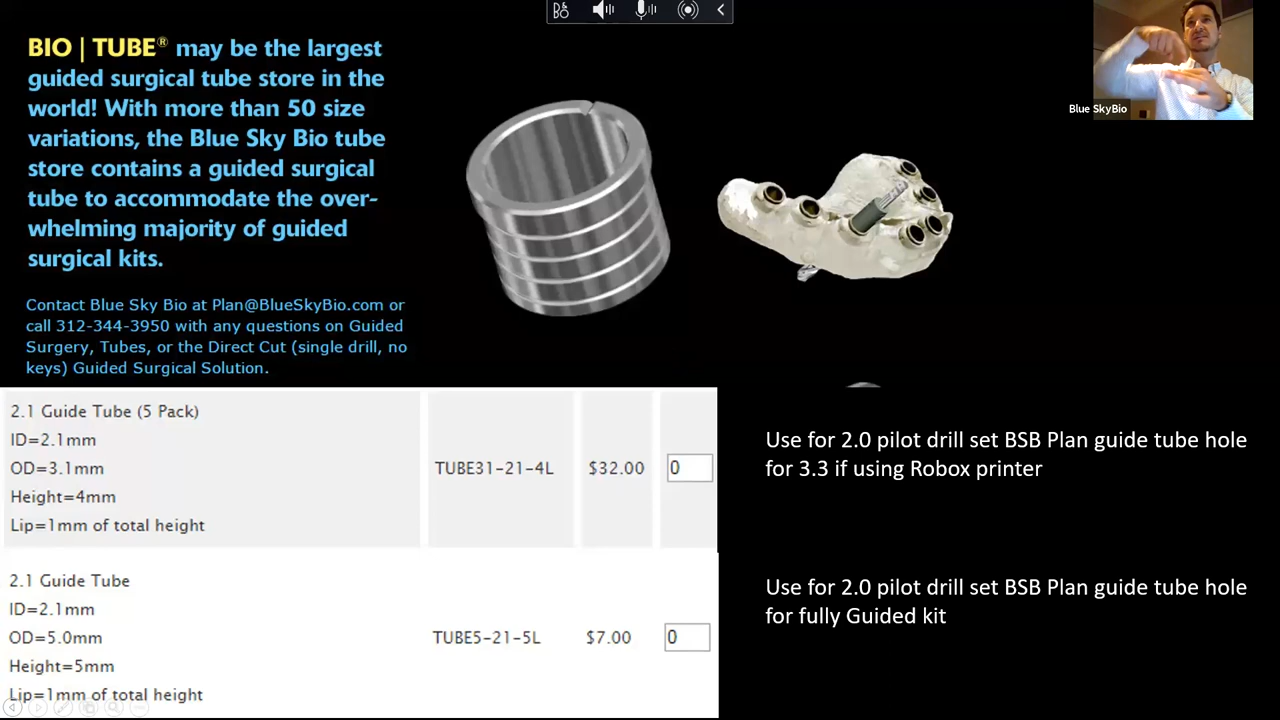 BIO | TUBE® may be the largest
guided surgical tube store in the
world! With more than 50 size
variations, the Blue Sky Bio tube
store contains a guided surgical
tube to accommodate the over-
whelming majority of guided
surgical kits.
Contact Blue Sky Bio at Plan@BlueSkyBio.com or
call 312-344-3950 with any questions on Guided
Surgery, Tubes, or the Direct Cut (single drill, no
keys) Guided Surgical Solution.
Blue SkyBio
2.1 Guide Tube (5 Pack)
ID=2.1mm
OD=3.1mm
Height=4mm
Lip=1mm of total height
TUBE31-21-4L
$32.00
0
Use for 2.0 pilot drill set BSB Plan guide tube hole
for 3.3 if using Robox printer
2.1 Guide Tube
ID=2.1mm
OD=5.0mm
Height=5mm
Lip=1mm of total height
TUBE5-21-5L
$7.00
0
Use for 2.0 pilot drill set BSB Plan guide tube hole
for fully Guided kit